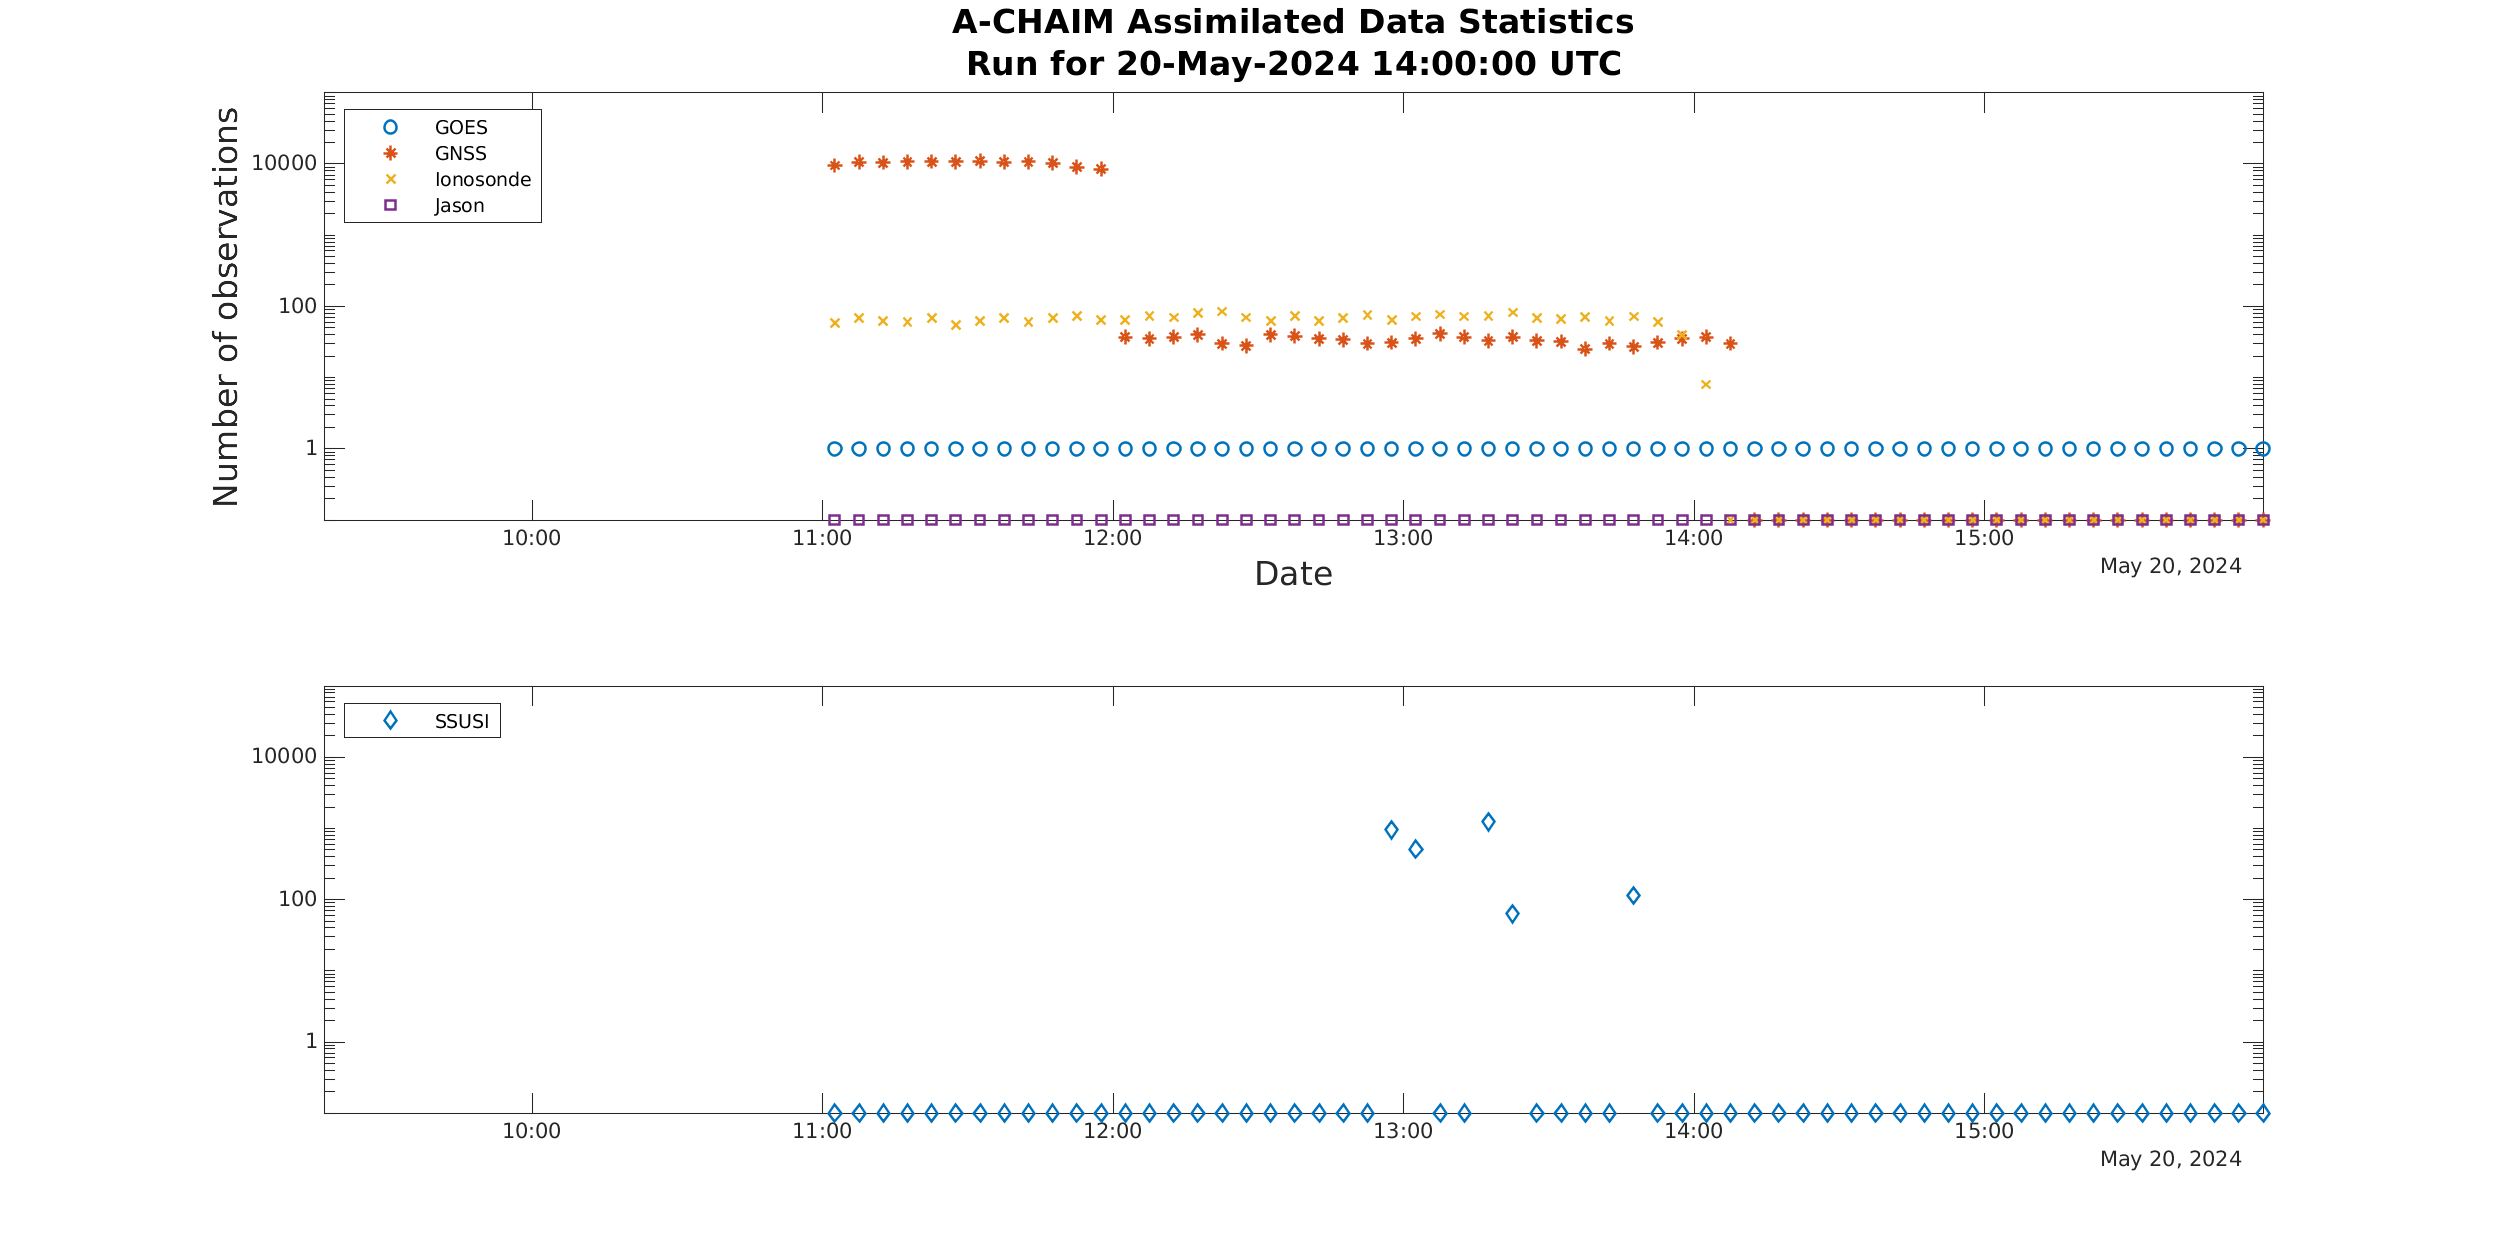 A-CHAIM Assimilated Data Statistics
Run for 20-May-2024 14:00:00 UTC
GOES
GNSS
Ionosonde
Jason
Number of observations
10000
100
1
10:00
11:00
12:00
13:00
14:00
15:00
Date
May 20, 2024
SSUSI
10000
100
1
10:00
11:00
12:00
13:00
14:00
15:00
May 20, 2024